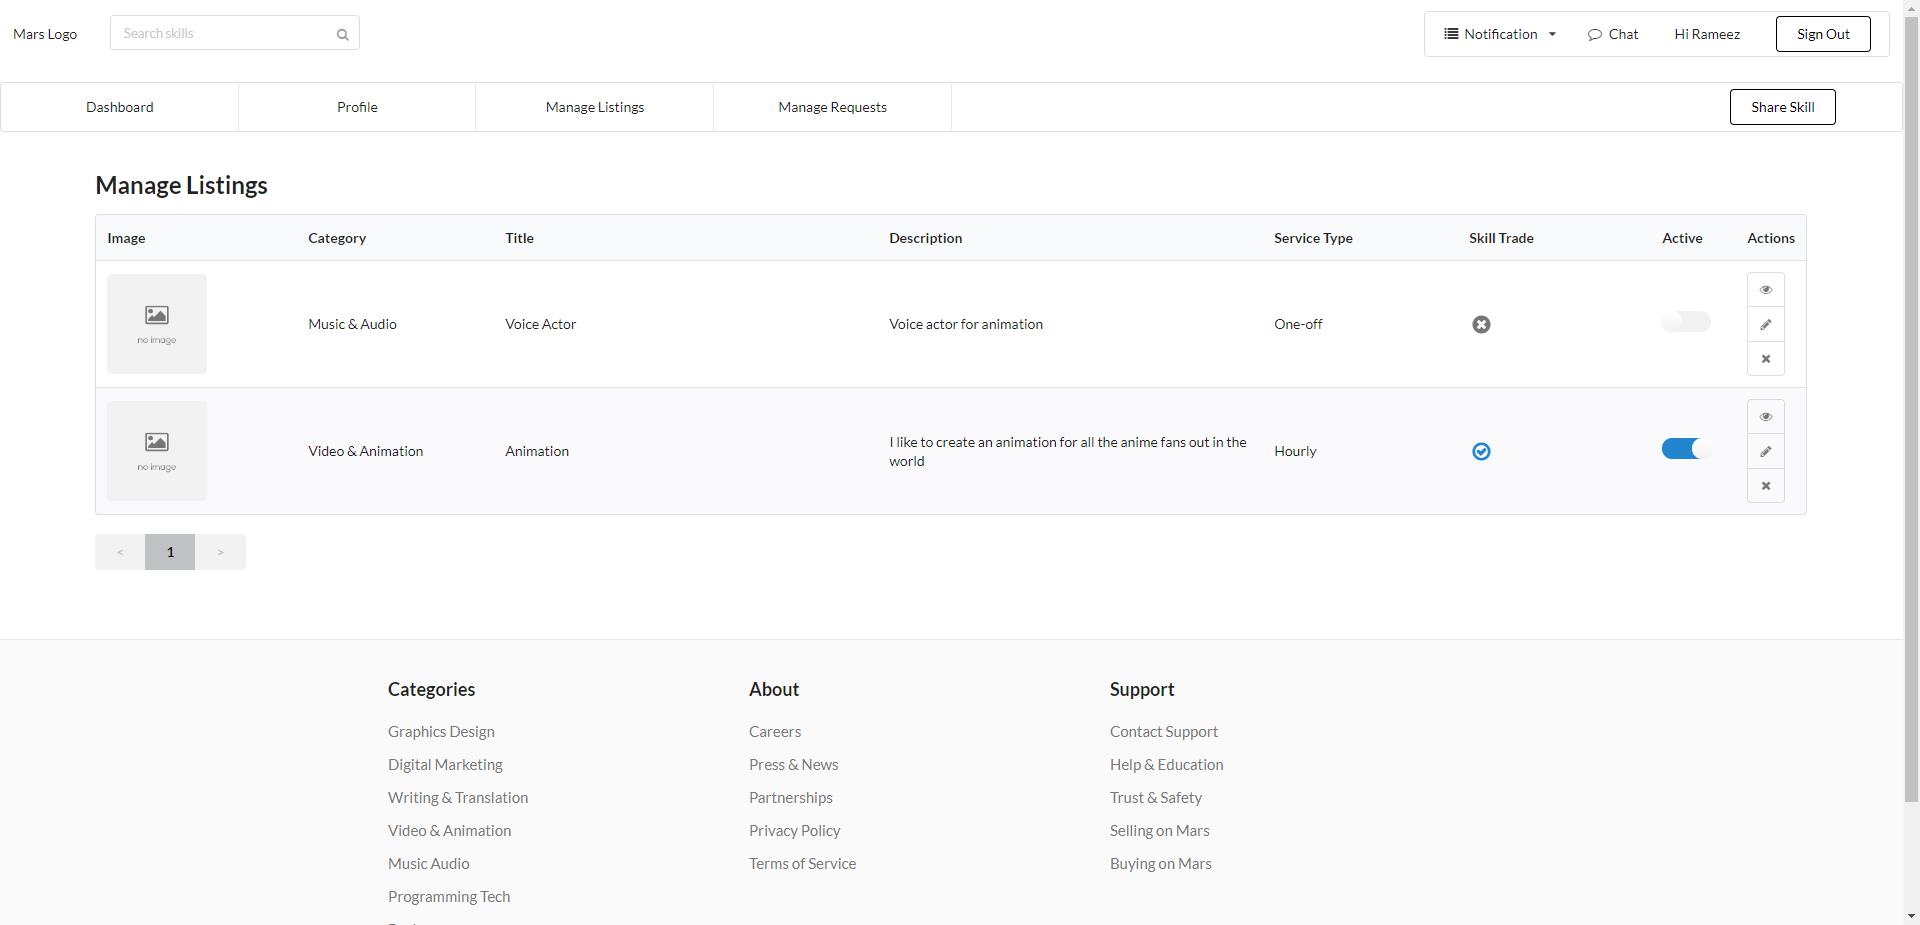 Mars Logo
Search skills
Notification
Chat
Hi Rameez
Sign Out
Dashboard
Profile
Manage Listings
Manage Requests
Share Skill
Manage Listings
Image Category Title Description Service Type Skill Trade Active Actions
no image
Music & Audio
Voice Actor
Voice actor for animation
One-off
no image
Video & Animation
Animation
I like to create an animation for all the anime fans out in the
world
Hourly
< 1 >
Categories
Graphics Design
Digital Marketing
Writing & Translation
Video & Animation
Music Audio
Programming Tech
About
Careers
Press & News
Partnerships
Privacy Policy
Terms of Service
Support
Contact Support
Help & Education
Trust & Safety
Selling on Mars
Buying on Mars